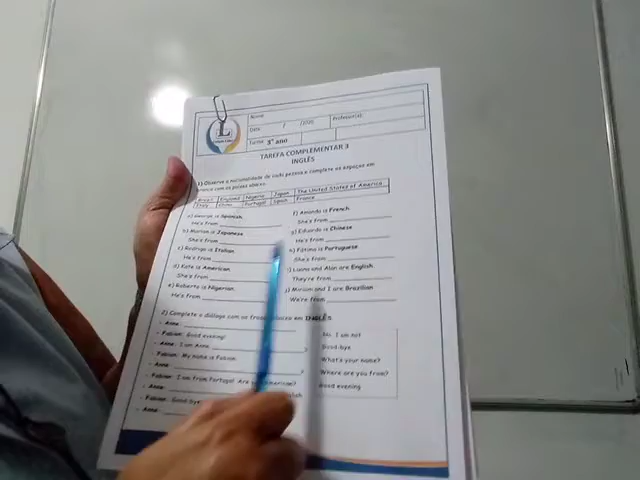 Nome
Data: / /2020 Professor(a):
Turma: 3º ano
TAREFA COMPLEMENTAR 3
INGLÊS
1) Observe a nacionalidade de cada pessoa e complete os espaços em
branco com os países abaixo.
Brazil England Nigeria Japan The United States of America
Italy China Portugal Spain France
a) George is Spanish.
He's from
b) Marian is Japanese
She's from
c) Rodrigo is Italian
He's from
d) Kate is American
She's from
e) Roberto is Nigerian
He's from
f) Amanda is French
She's from
g) Eduardo is Chinese
He's from
h) Fátima is Portuguese
She's from
i) Liana and Alan are English
They're from
j) Miriam and I are Brazilian
We're from
2) Complete o diálogo com as frases em INGLÊS
- Anne
- Fabian: Good evening!
- Anne: I am Anne
- Fabian: My name is Fabian
- Anne
- Fabian: I am from Portugal. Are
- Anne
- Fabian: Good bye
- Anne:
No, I am not
Good-bye
What's your name?
Where are you from?
Good evening